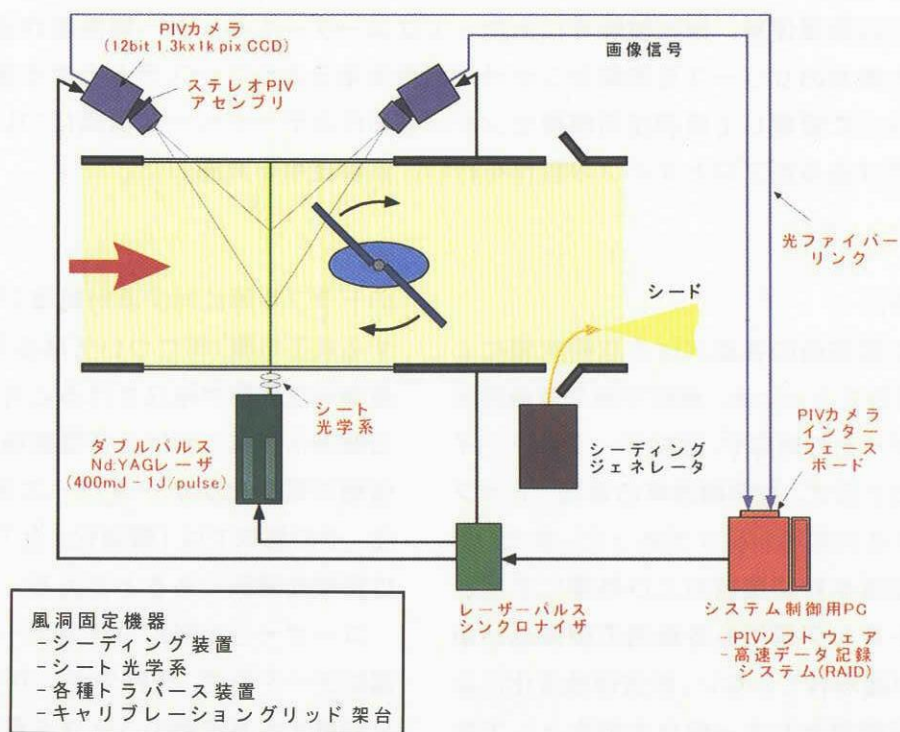 PIVカメラ
(12bit 1.3kx1k pix CCD)
ステレオPIV
アセンブリ
画像信号
光ファイバー
リンク
シード
シート
光学系
ダブルパルス
Nd:YAGレーザ
(400mJ - 1J/pulse)
シーディング
ジェネレータ
PIVカメラ
インター
フェース
ボード
レーザーパルス
シンクロナイザ
システム制御用PC
-PIVソフトウェア
-高速データ記録
システム(RAID)
風洞固定機器
-シーディング装置
-シート光学系
-各種トラバース装置
-キャリブレーショングリッド架台